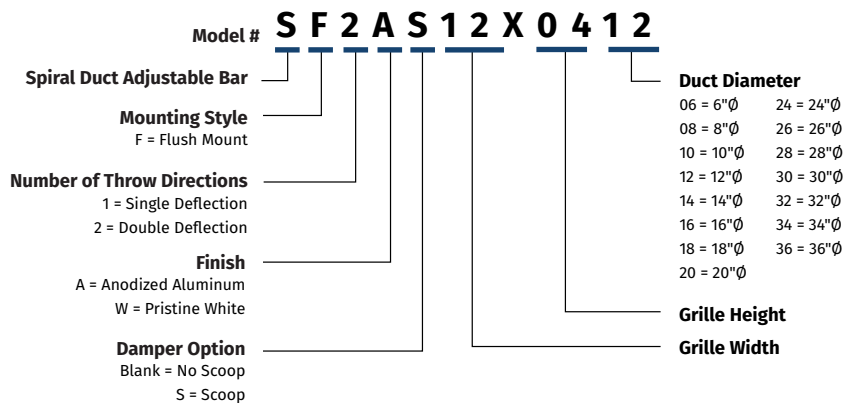 Model # S F 2 A S 1 2 X 0 4 1 2
Spiral Duct Adjustable Bar
Mounting Style
F = Flush Mount
Number of Throw Directions
1 = Single Deflection
2 = Double Deflection
Finish
A = Anodized Aluminum
W = Pristine White
Damper Option
Blank = No Scoop
S = Scoop
Duct Diameter
06 = 6"Ø 24 = 24"Ø
08 = 8"Ø 26 = 26"Ø
10 = 10"Ø 28 = 28"Ø
12 = 12"Ø 30 = 30"Ø
14 = 14"Ø 32 = 32"Ø
16 = 16"Ø 34 = 34"Ø
18 = 18"Ø 36 = 36"Ø
20 = 20"Ø
Grille Height
Grille Width